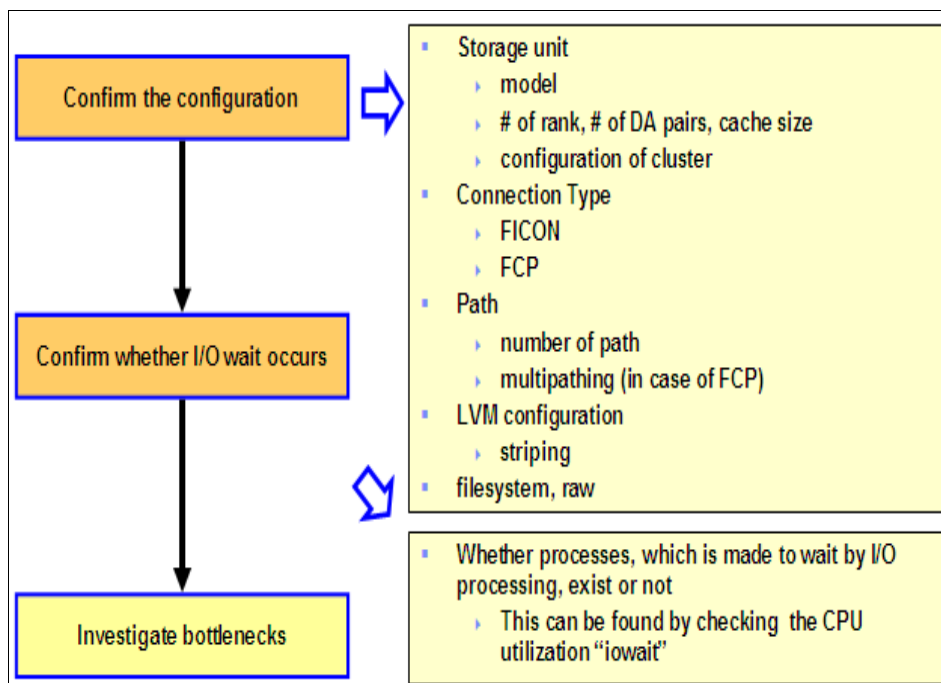 Confirm the configuration
Confirm whether I/O wait occurs
Investigate bottlenecks
Storage unit
model
# of rank, # of DA pairs, cache size
configuration of cluster
Connection Type
FICON
FCP
Path
number of path
multipathing (in case of FCP)
LVM configuration
striping
filesystem, raw
Whether processes, which is made to wait by I/O
processing, exist or not
This can be found by checking the CPU
utilization “iowait”